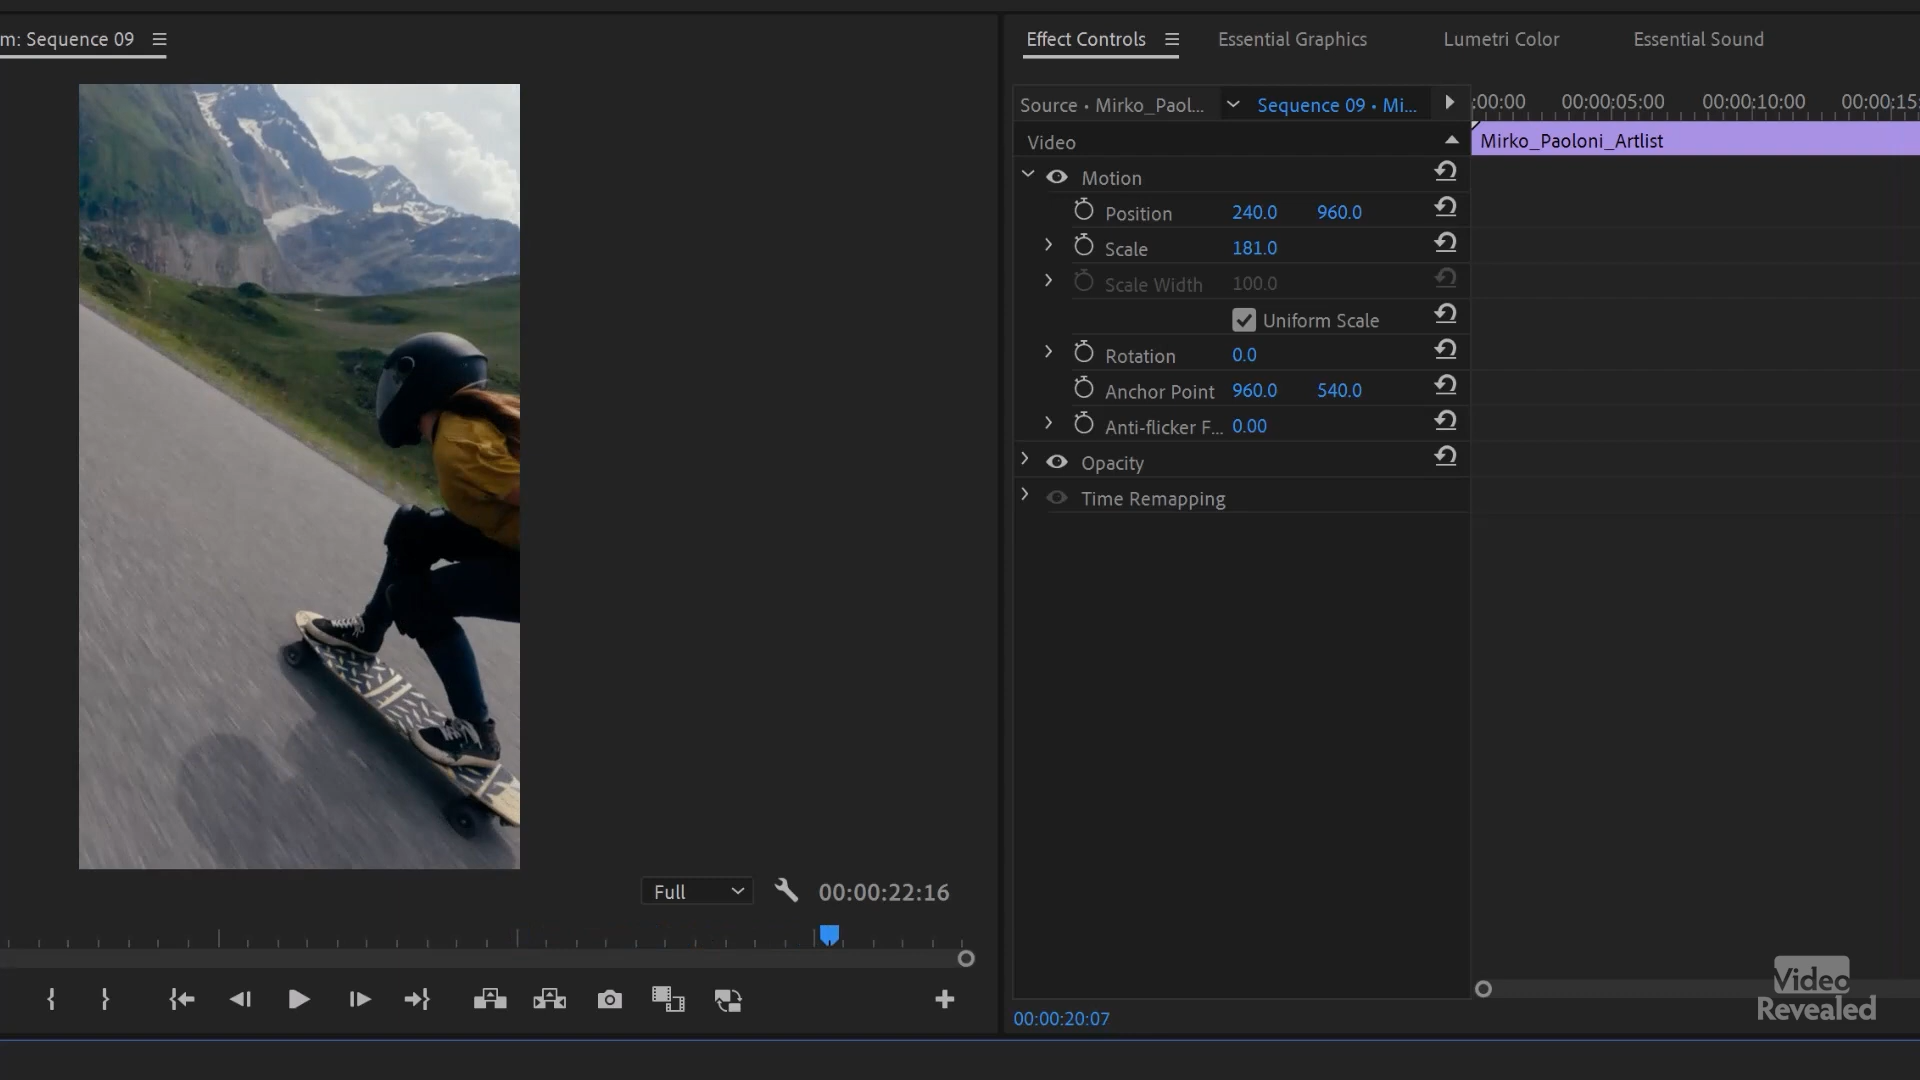 m: Sequence 09
Effect Controls
Essential Graphics
Lumetri Color
Essential Sound
Source • Mirko_Paol...
Sequence 09 • Mi...
:00:00
00:00:05:00
00:00:10:00
00:00:15:
Video
Mirko_Paoloni_Artlist
Motion
Position 240.0 960.0
Scale 181.0
Scale Width 100.0
Uniform Scale
Rotation 0.0
Anchor Point 960.0 540.0
Anti-flicker F... 0.00
Opacity
Time Remapping
Full
00:00:22:16
00:00:20:07
Video
Revealed